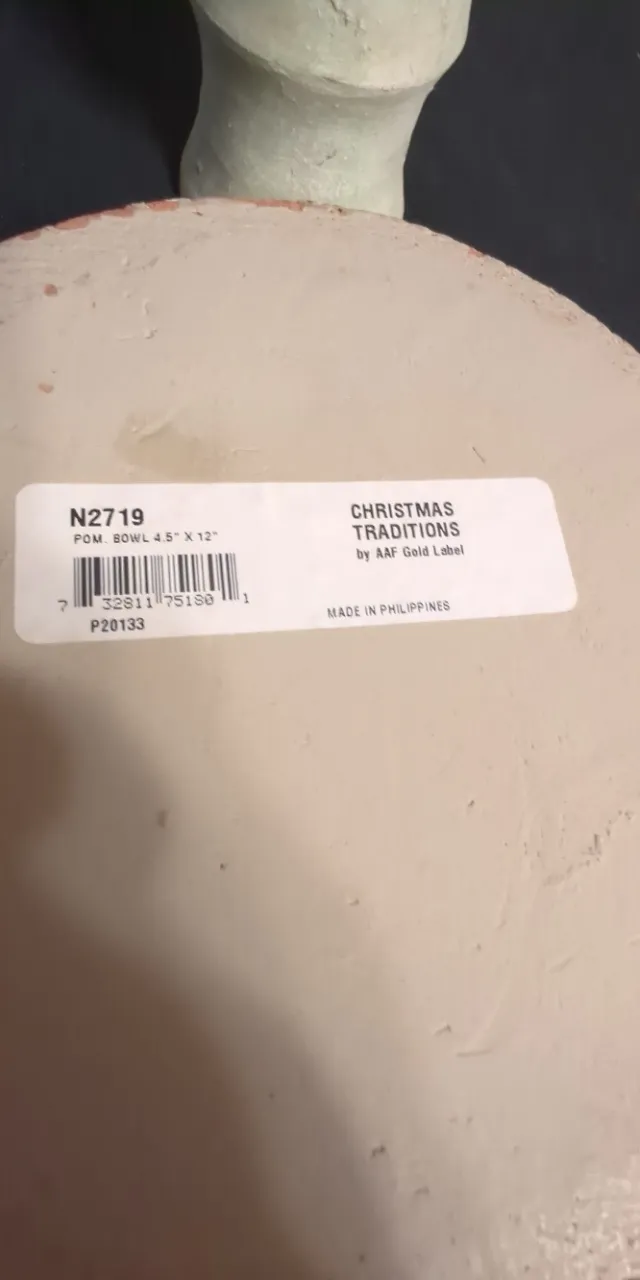 N2719
POM. BOWL 4.5" X 12"
7 32811 75180 1
P20133
CHRISTMAS
TRADITIONS
by AAF Gold Label
MADE IN PHILIPPINES